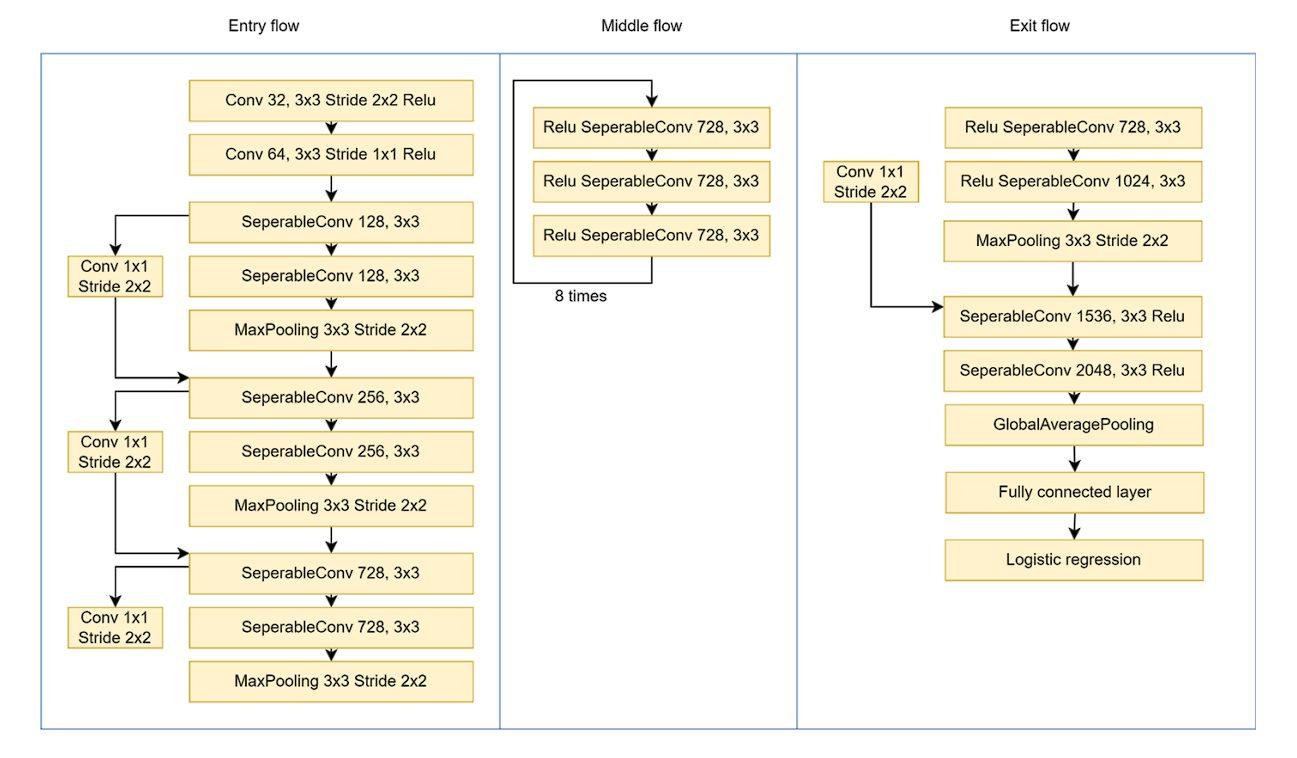 Entry flow
Conv 32, 3x3 Stride 2x2 Relu
Conv 64, 3x3 Stride 1x1 Relu
SeperableConv 128, 3x3
Conv 1x1
Stride 2x2
SeperableConv 128, 3x3
MaxPooling 3x3 Stride 2x2
SeperableConv 256, 3x3
Conv 1x1
Stride 2x2
SeperableConv 256, 3x3
MaxPooling 3x3 Stride 2x2
SeperableConv 728, 3x3
Conv 1x1
Stride 2x2
SeperableConv 728, 3x3
MaxPooling 3x3 Stride 2x2
Middle flow
Relu SeperableConv 728, 3x3
Relu SeperableConv 728, 3x3
Relu SeperableConv 728, 3x3
8 times
Exit flow
Relu SeperableConv 728, 3x3
Conv 1x1
Stride 2x2
Relu SeperableConv 1024, 3x3
MaxPooling 3x3 Stride 2x2
SeperableConv 1536, 3x3 Relu
SeperableConv 2048, 3x3 Relu
GlobalAveragePooling
Fully connected layer
Logistic regression